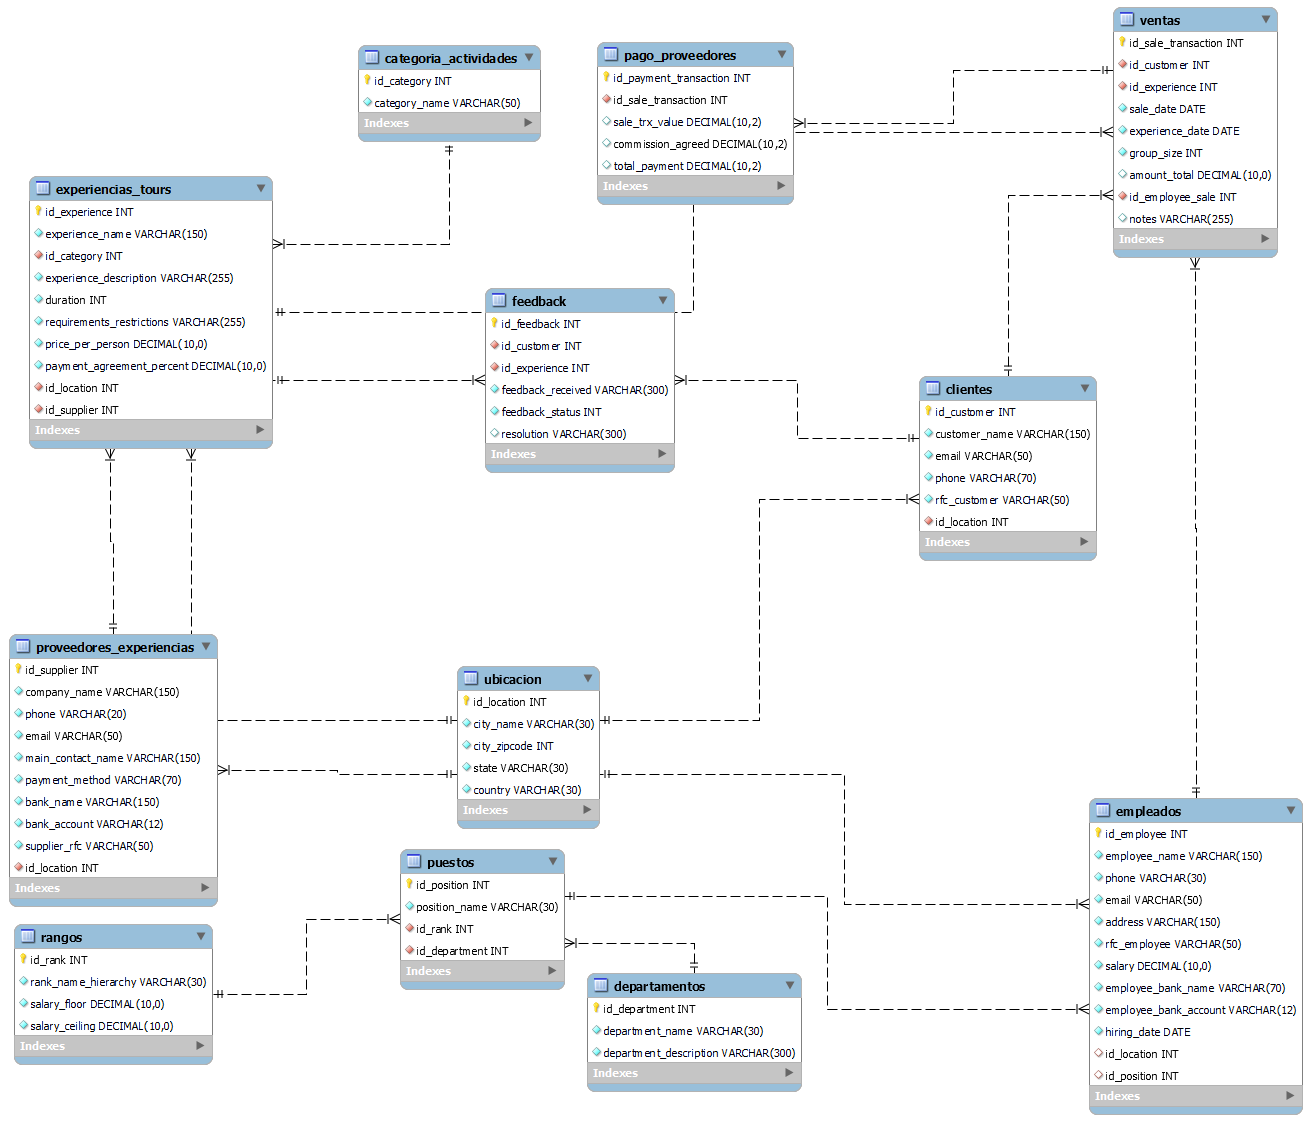 categoria_actividades
id_category INT
category_name VARCHAR(50)
Indexes
pago_proveedores
id_payment_transaction INT
id_sale_transaction INT
sale_trx_value DECIMAL(10,2)
commission_agreed DECIMAL(10,2)
total_payment DECIMAL(10,2)
Indexes
ventas
id_sale_transaction INT
id_customer INT
id_experience INT
sale_date DATE
experience_date DATE
group_size INT
amount_total DECIMAL(10,0)
id_employee_sale INT
notes VARCHAR(255)
Indexes
experiencias_tours
id_experience INT
experience_name VARCHAR(150)
id_category INT
experience_description VARCHAR(255)
duration INT
requirements_restrictions VARCHAR(255)
price_per_person DECIMAL(10,0)
payment_agreement_percent DECIMAL(10,0)
id_location INT
id_supplier INT
Indexes
feedback
id_feedback INT
id_customer INT
id_experience INT
feedback_received VARCHAR(300)
feedback_status INT
resolution VARCHAR(300)
Indexes
clientes
id_customer INT
customer_name VARCHAR(150)
email VARCHAR(50)
phone VARCHAR(70)
rfc_customer VARCHAR(50)
id_location INT
Indexes
proveedores_experiencias
id_supplier INT
company_name VARCHAR(150)
phone VARCHAR(20)
email VARCHAR(50)
main_contact_name VARCHAR(150)
payment_method VARCHAR(70)
bank_name VARCHAR(150)
bank_account VARCHAR(12)
supplier_rfc VARCHAR(50)
id_location INT
Indexes
ubicacion
id_location INT
city_name VARCHAR(30)
city_zipcode INT
state VARCHAR(30)
country VARCHAR(30)
Indexes
empleados
id_employee INT
employee_name VARCHAR(150)
phone VARCHAR(30)
email VARCHAR(50)
address VARCHAR(150)
rfc_employee VARCHAR(50)
salary DECIMAL(10,0)
employee_bank_name VARCHAR(70)
employee_bank_account VARCHAR(12)
hiring_date DATE
id_location INT
id_position INT
Indexes
puestos
id_position INT
position_name VARCHAR(30)
id_rank INT
id_department INT
Indexes
rangos
id_rank INT
rank_name_hierarchy VARCHAR(30)
salary_floor DECIMAL(10,0)
salary_ceiling DECIMAL(10,0)
Indexes
departamentos
id_department INT
department_name VARCHAR(30)
department_description VARCHAR(300)
Indexes